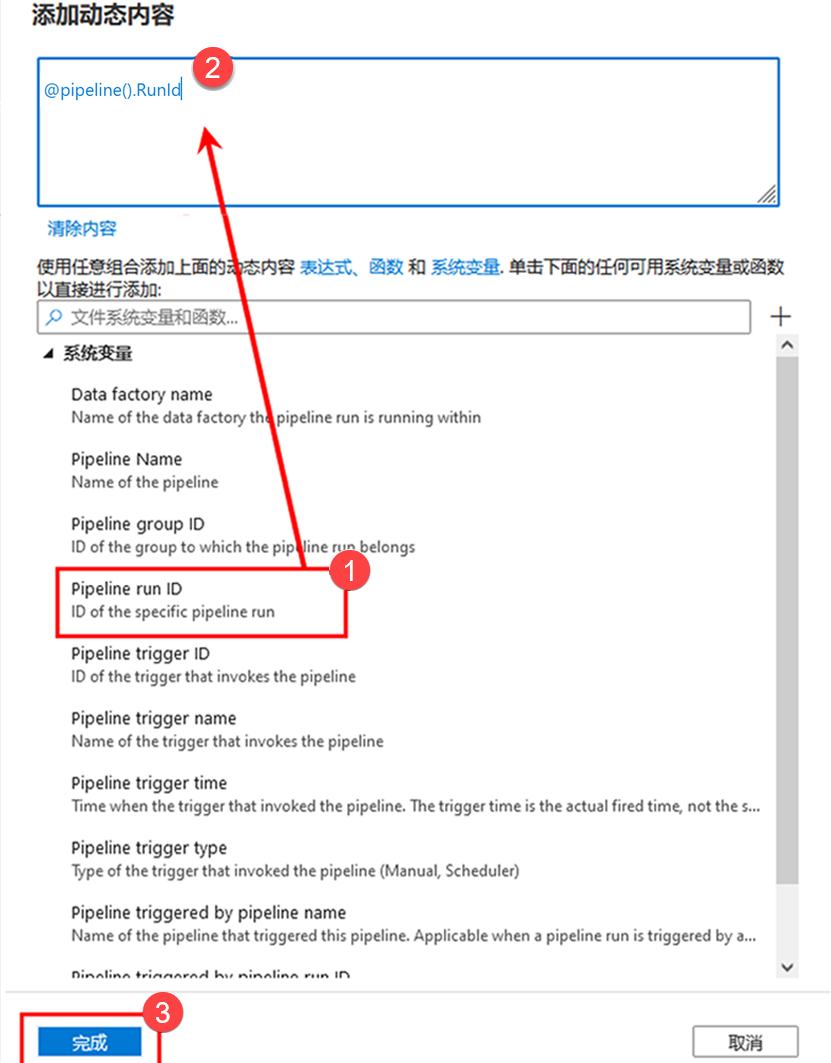 添加动态内容
2
@pipeline().RunId
清除内容
使用任意组合添加上面的动态内容 表达式、函数 和 系统变量. 单击下面的任何可用系统变量或函数
以直接进行添加:
文件系统变量和函数...
系统变量
Data factory name
Name of the data factory the pipeline run is running within
Pipeline Name
Name of the pipeline
Pipeline group ID
ID of the group to which the pipeline run belongs
1
Pipeline run ID
ID of the specific pipeline run
Pipeline trigger ID
ID of the trigger that invokes the pipeline
Pipeline trigger name
Name of the trigger that invokes the pipeline
Pipeline trigger time
Time when the trigger that invoked the pipeline. The trigger time is the actual fired time, not the s...
Pipeline trigger type
Type of the trigger that invoked the pipeline (Manual, Scheduler)
Pipeline triggered by pipeline name
Name of the pipeline that triggered this pipeline. Applicable when a pipeline run is triggered by a...
Pipeline triggered by pipeline run ID
3
完成
取消